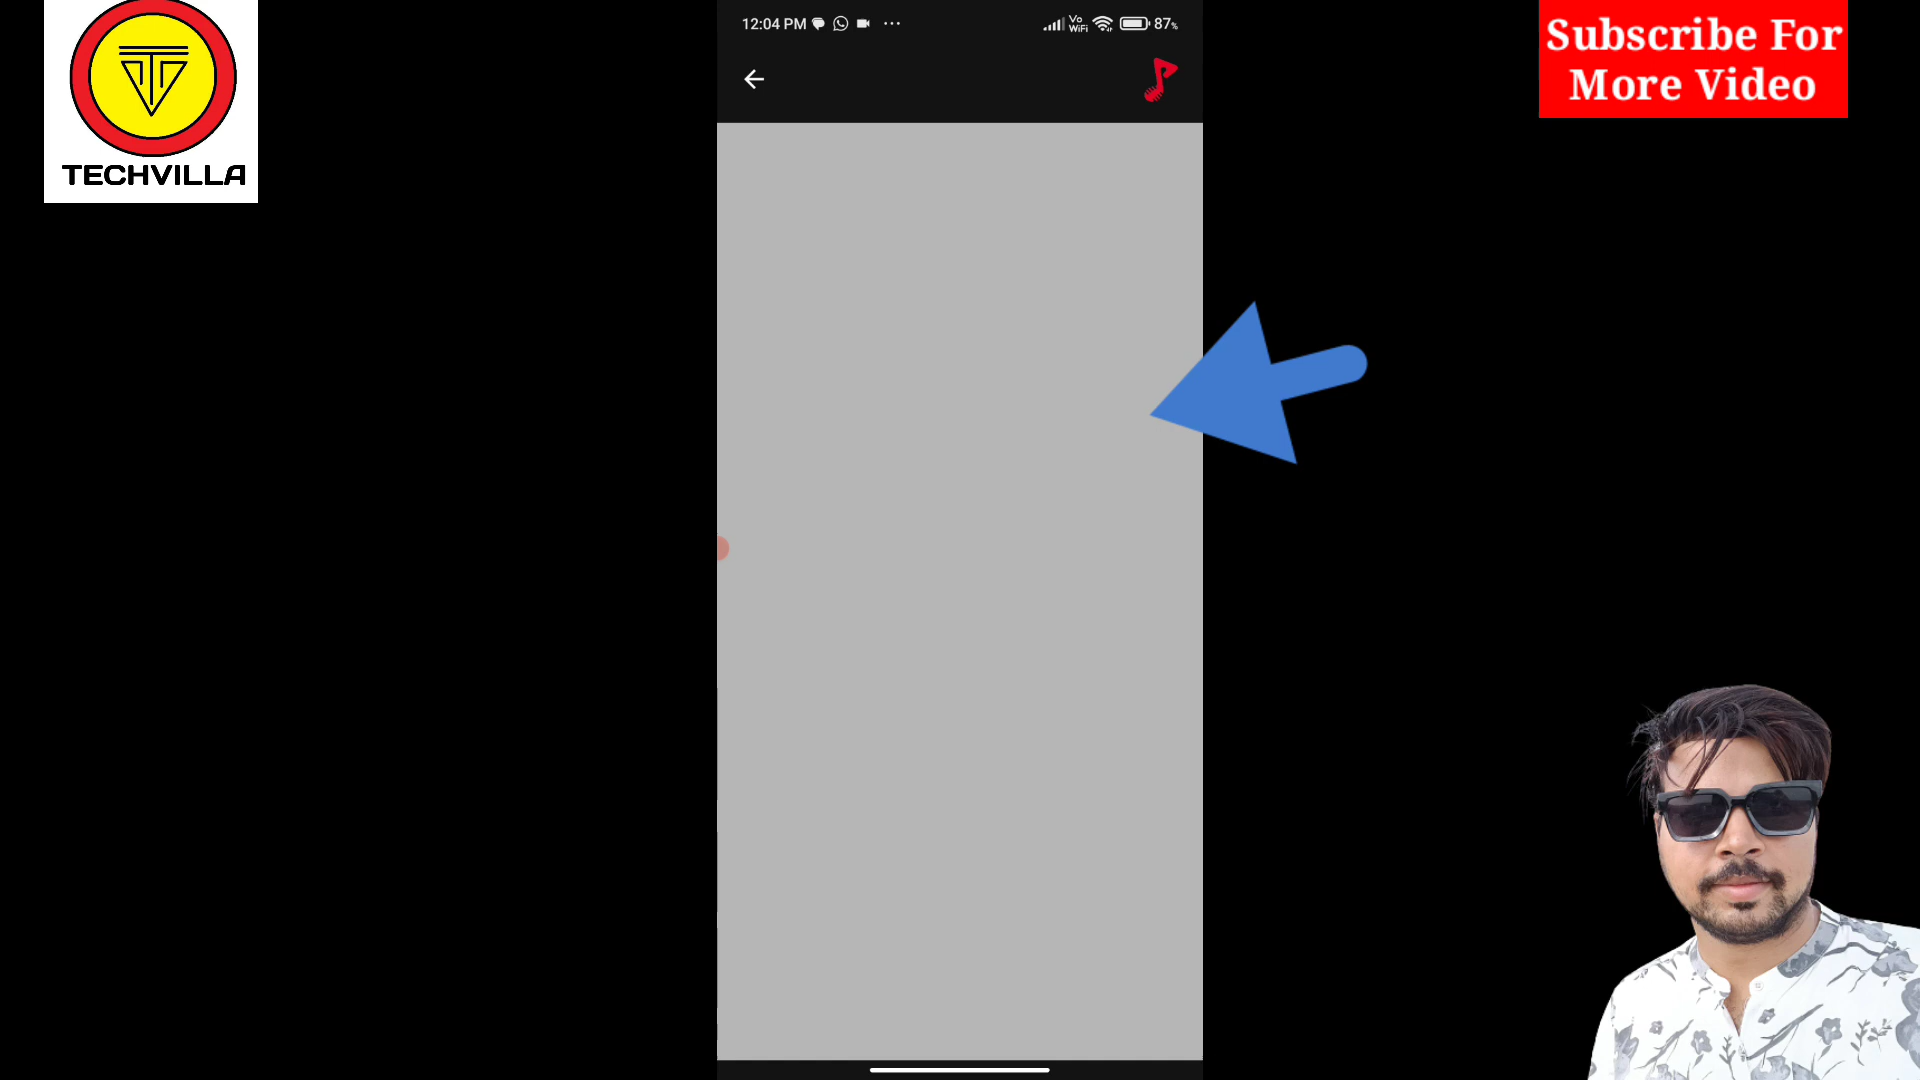 TECHVILLA
12:04 PM
Vo
WiFi
87%
Subscribe For
More Video